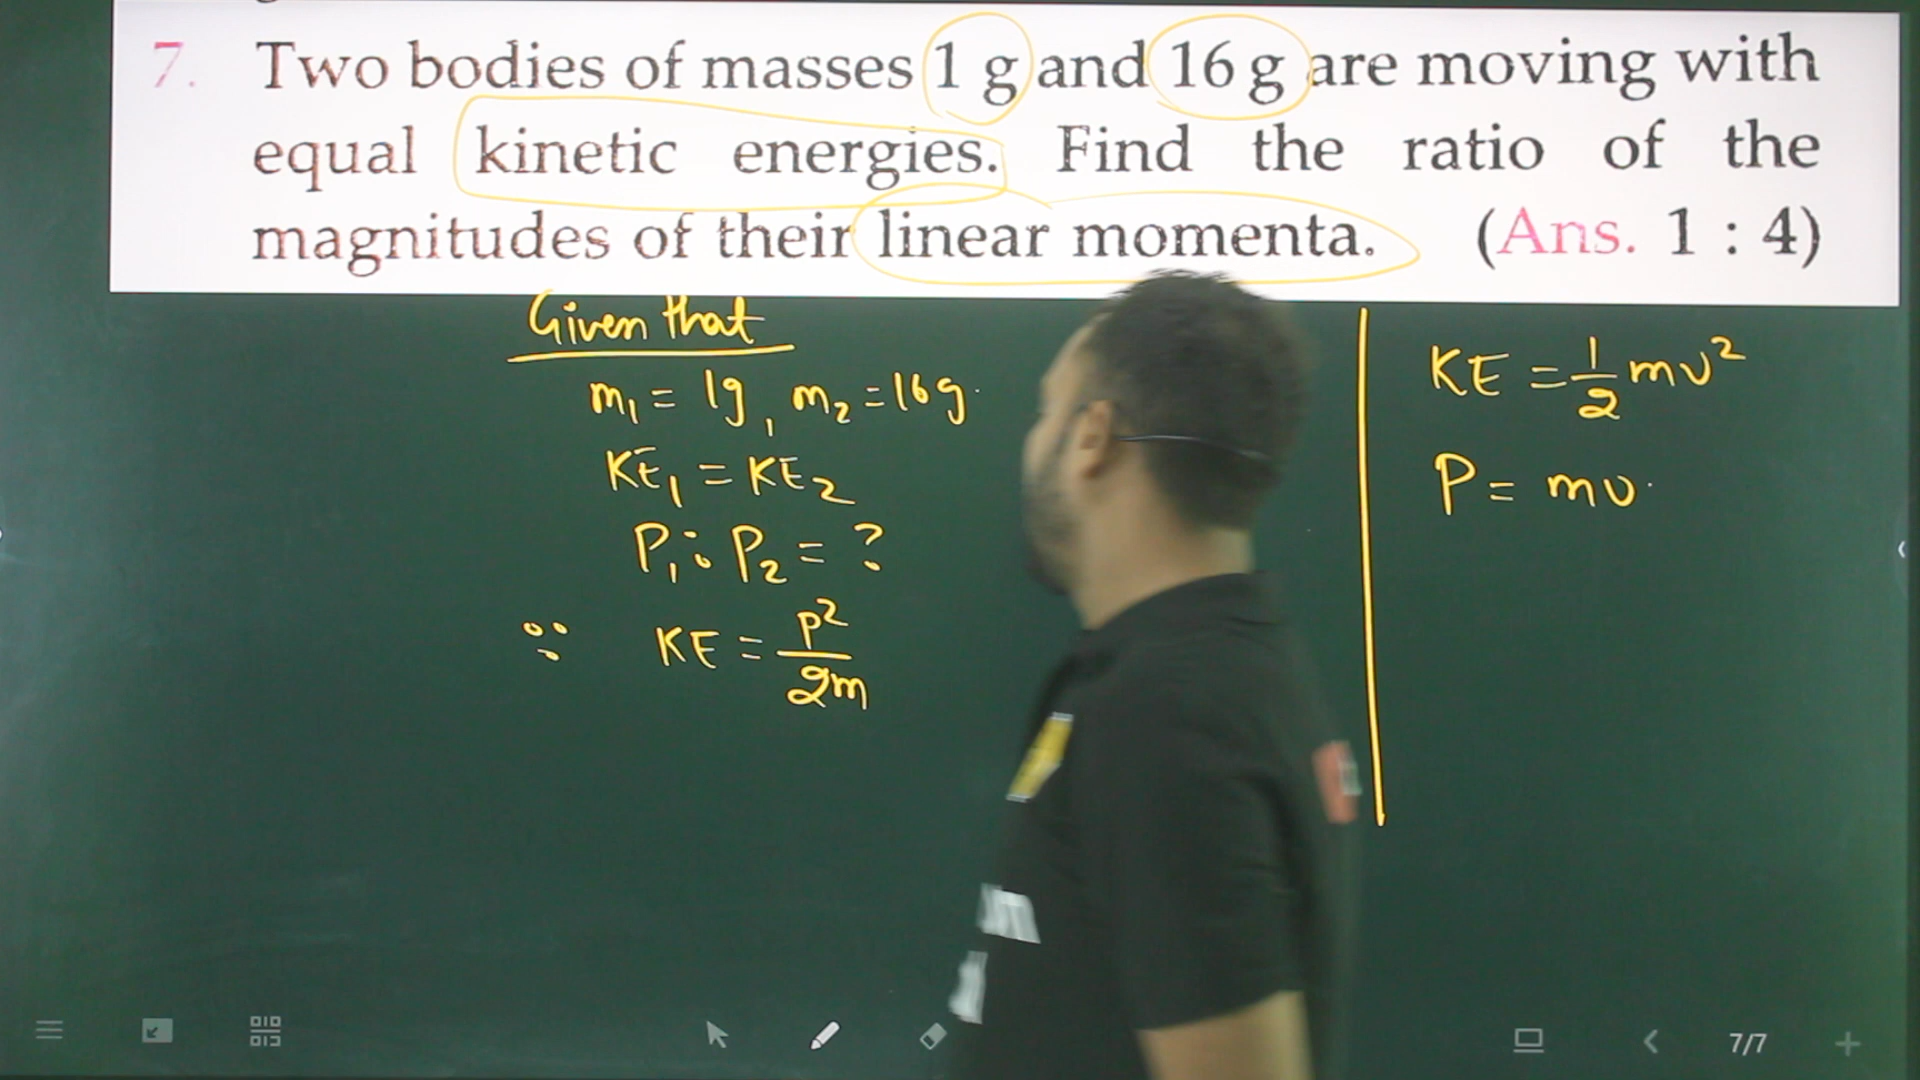 7. Two bodies of masses 1 g and 16 g are moving with
equal kinetic energies. Find the ratio of the
magnitudes of their linear momenta. (Ans. 1 : 4)
Given that
m₁ = 1g, m₂ = 16g.
KE₁ = KE₂
P₁ : P₂ = ?
∵ KE = p²/2m
KE = 1/2 mv²
P = mv.
7/7